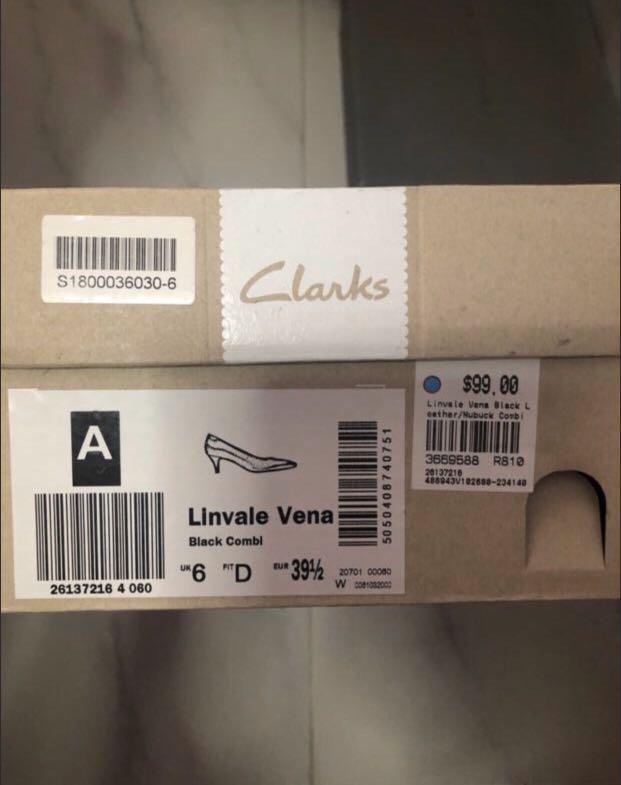 S1800036030-6
Clarks
$99.00
Linvale Vena Black L
eather/Nubuck Combi
3669588 R810
26137216
A
Linvale Vena
Black Combi
UK 6 FIT D EUR 39½
20701 00060
W
26137216 4 060
5050408740751